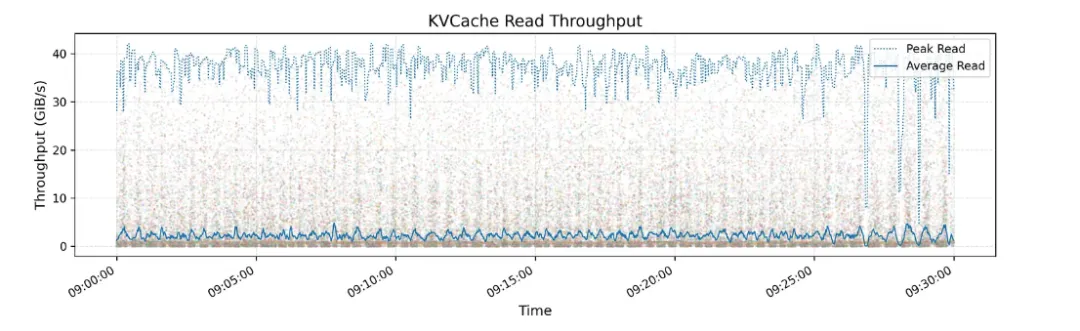 KVCache Read Throughput
Peak Read
Average Read
Throughput (GiB/s)
40
30
20
10
0
09:00:00
09:05:00
09:10:00
09:15:00
09:20:00
09:25:00
09:30:00
Time